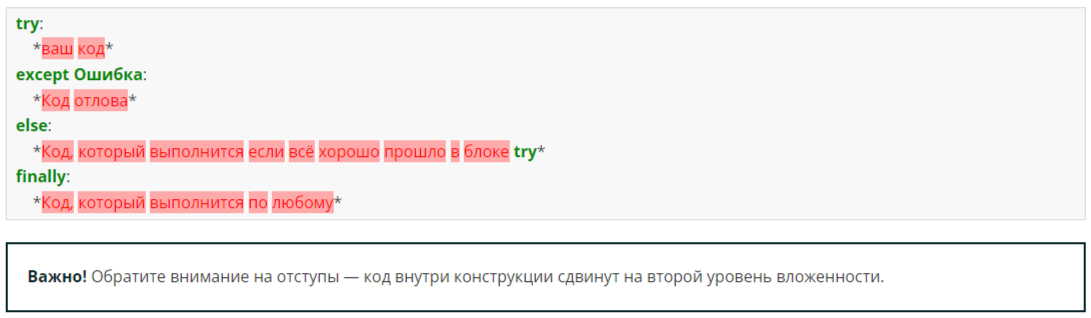 try:
*ваш код*
except Ошибка:
*Код отлова*
else:
*Код, который выполнится если всё хорошо прошло в блоке try*
finally:
*Код, который выполнится по любому*
Важно! Обратите внимание на отступы — код внутри конструкции сдвинут на второй уровень вложенности.